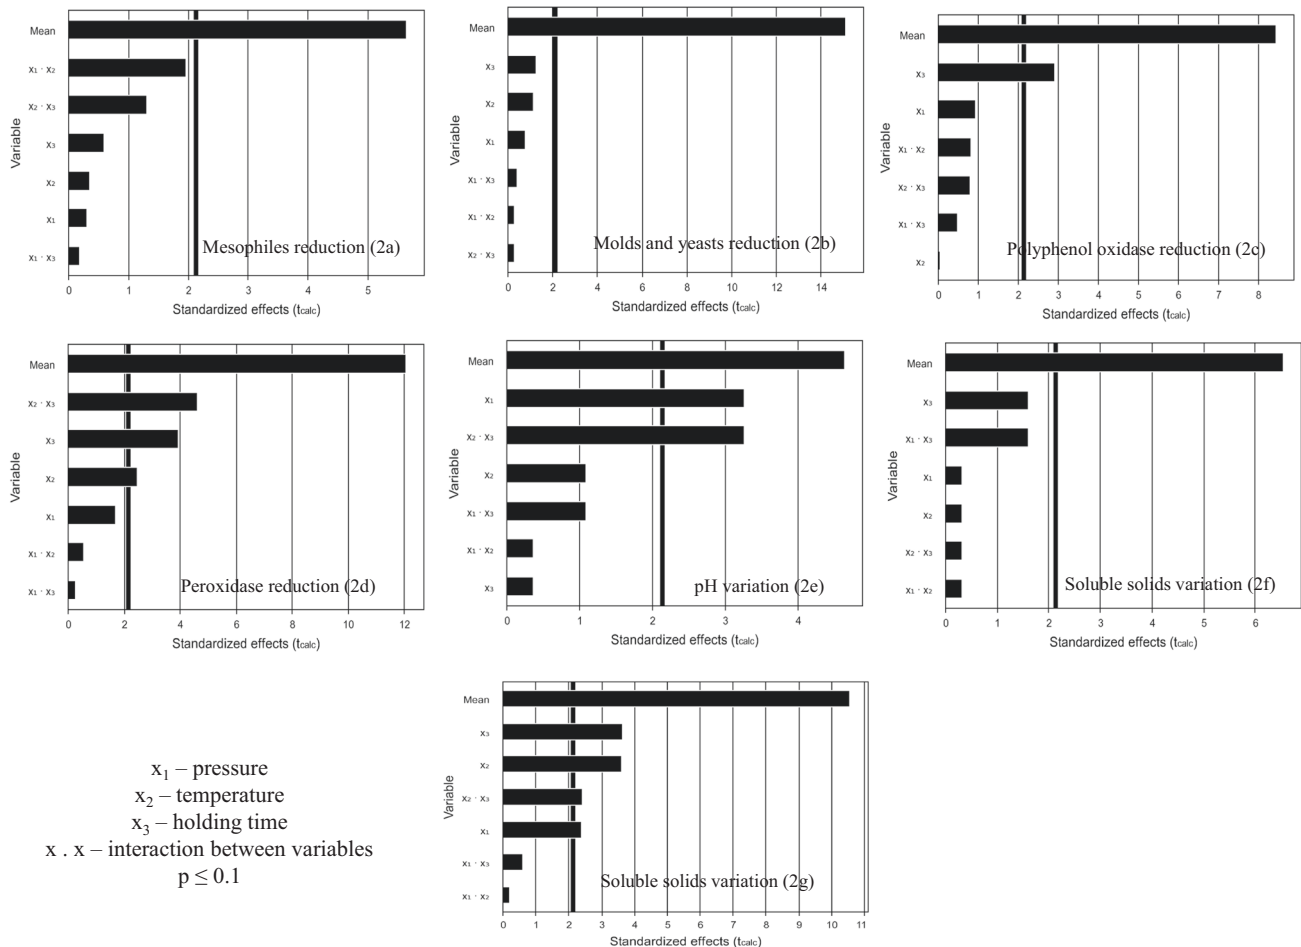 Mean
x₁ · x₂
x₂ · x₃
x₃
x₂
x₁
x₁ · x₃
Variable
Mesophiles reduction (2a)
0 1 2 3 4 5
Standardized effects (tcalc)
Mean
x₃
x₂
x₁
x₁ · x₃
x₁ · x₂
x₂ · x₃
Variable
Molds and yeasts reduction (2b)
0 2 4 6 8 10 12 14
Standardized effects (tcalc)
Mean
x₃
x₁
x₁ · x₂
x₂ · x₃
x₁ · x₃
x₂
Variable
Polyphenol oxidase reduction (2c)
0 1 2 3 4 5 6 7 8
Standardized effects (tcalc)
Mean
x₂ · x₃
x₃
x₂
x₁
x₁ · x₂
x₁ · x₃
Variable
Peroxidase reduction (2d)
0 2 4 6 8 10 12
Standardized effects (tcalc)
Mean
x₁
x₂ · x₃
x₂
x₁ · x₃
x₁ · x₂
x₃
Variable
pH variation (2e)
0 1 2 3 4
Standardized effects (tcalc)
Mean
x₃
x₁ · x₃
x₁
x₂
x₂ · x₃
x₁ · x₂
Variable
Soluble solids variation (2f)
0 1 2 3 4 5 6
Standardized effects (tcalc)
x₁ – pressure
x₂ – temperature
x₃ – holding time
x . x – interaction between variables
p ≤ 0.1
Mean
x₃
x₂
x₂ · x₃
x₁
x₁ · x₃
x₁ · x₂
Variable
Soluble solids variation (2g)
0 1 2 3 4 5 6 7 8 9 10 11
Standardized effects (tcalc)